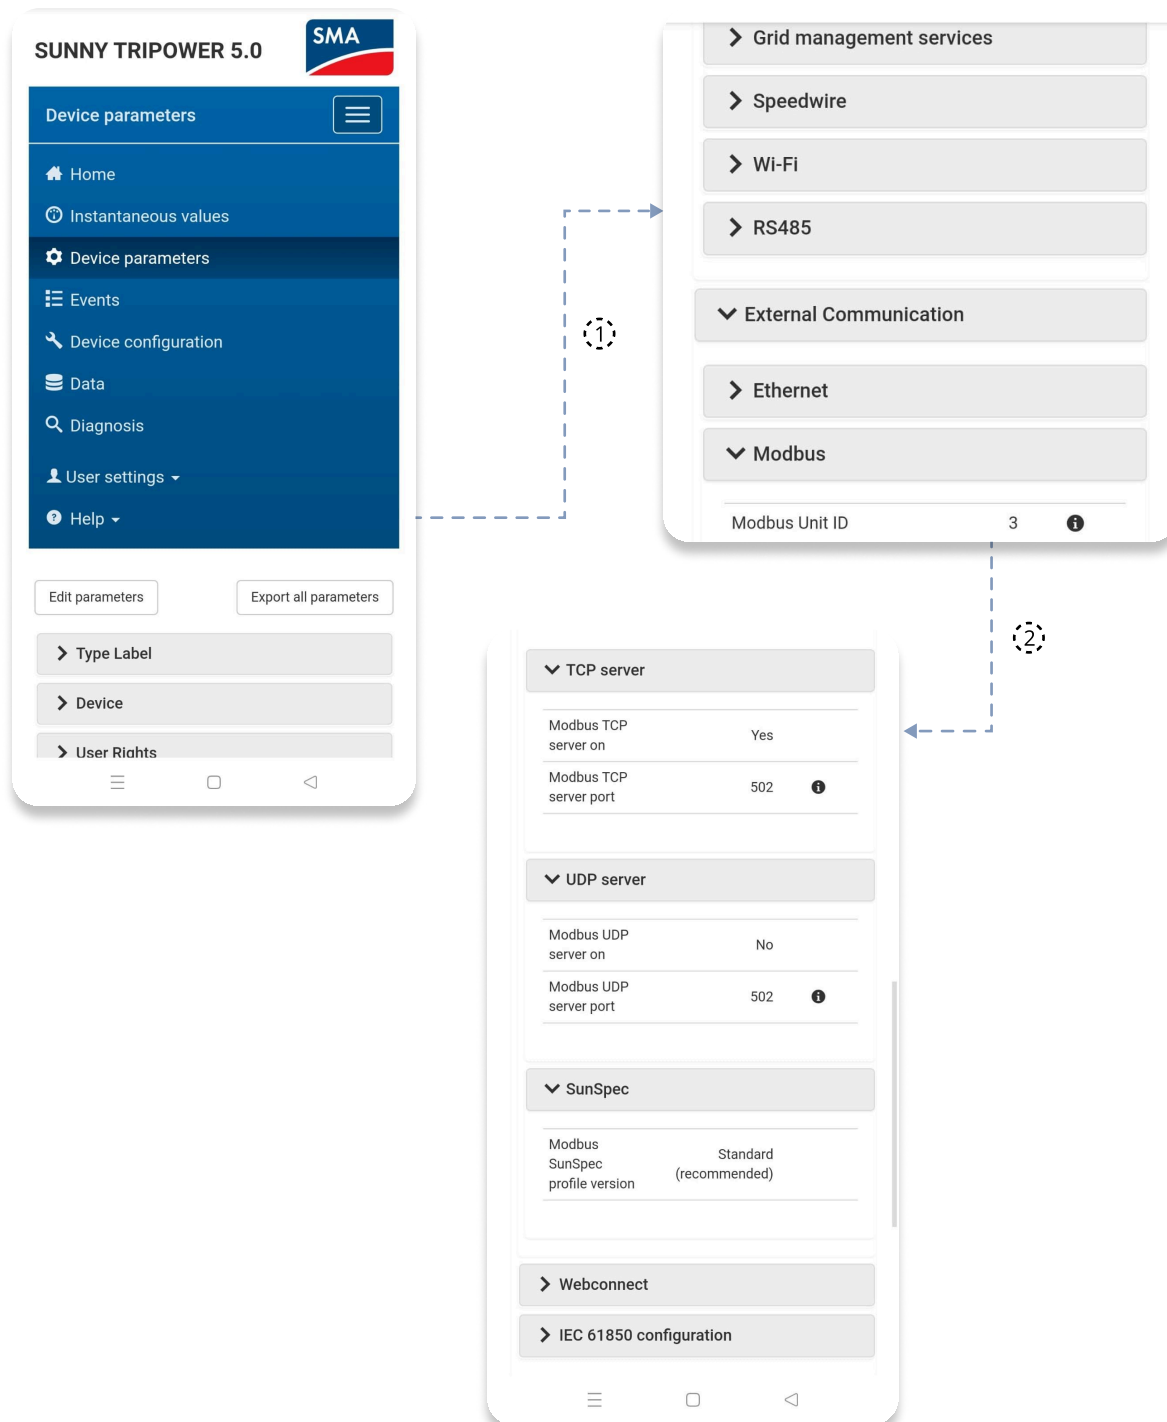 SUNNY TRIPOWER 5.0
SMA
Device parameters
Home
Instantaneous values
Device parameters
Events
Device configuration
Data
Diagnosis
User settings
Help
Edit parameters
Export all parameters
Type Label
Device
User Rights
1
Grid management services
Speedwire
Wi-Fi
RS485
External Communication
Ethernet
Modbus
Modbus Unit ID 3
2
TCP server
Modbus TCP
server on
Yes
Modbus TCP
server port
502
UDP server
Modbus UDP
server on
No
Modbus UDP
server port
502
SunSpec
Modbus
SunSpec
profile version
Standard
(recommended)
Webconnect
IEC 61850 configuration